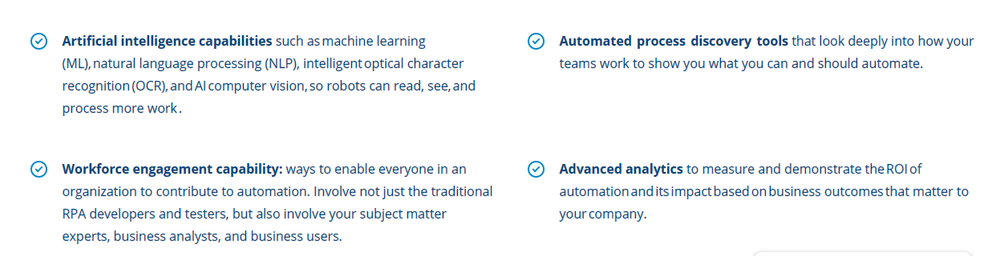 Artificial intelligence capabilities such as machine learning
(ML), natural language processing (NLP), intelligent optical character
recognition (OCR), and AI computer vision, so robots can read, see, and
process more work.
Automated process discovery tools that look deeply into how your
teams work to show you what you can and should automate.
Workforce engagement capability: ways to enable everyone in an
organization to contribute to automation. Involve not just the traditional
RPA developers and testers, but also involve your subject matter
experts, business analysts, and business users.
Advanced analytics to measure and demonstrate the ROI of
automation and its impact based on business outcomes that matter to
your company.